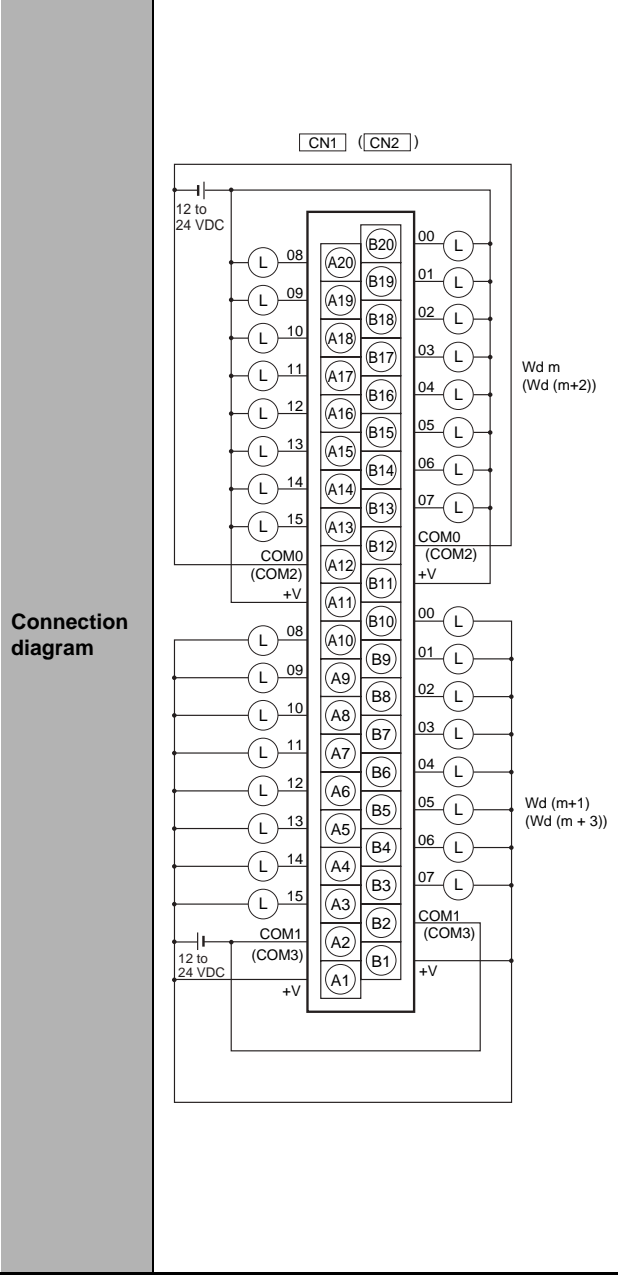 Connection
diagram
CN1 (CN2)
12 to
24 VDC
B20 00 L
L 08 A20
B19 01 L
L 09 A19
B18 02 L
L 10 A18
B17 03 L
Wd m
(Wd (m+2))
L 11 A17
B16 04 L
L 12 A16
B15 05 L
L 13 A15
B14 06 L
L 14 A14
B13 07 L
L 15 A13
B12 COM0
(COM2)
COM0 A12
(COM2)
B11 +V
+V A11
B10 00 L
L 08 A10
B9 01 L
L 09 A9
B8 02 L
L 10 A8
B7 03 L
L 11 A7
B6 04 L
L 12 A6
B5 05 L
Wd (m+1)
(Wd (m + 3))
L 13 A5
B4 06 L
L 14 A4
B3 07 L
L 15 A3
B2 COM1
(COM3)
COM1 A2
(COM3)
12 to
24 VDC
B1 +V
+V A1